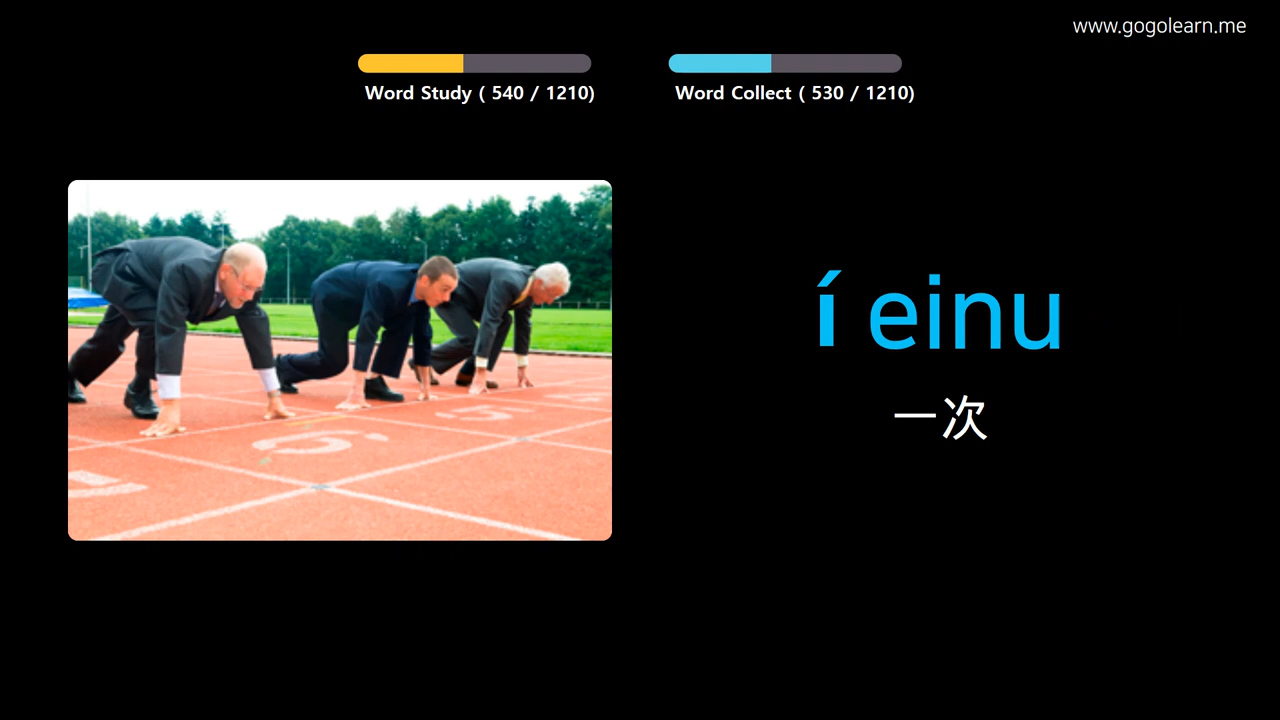 www.gogolearn.me
Word Study ( 540 / 1210)
Word Collect ( 530 / 1210)
í einu
一次